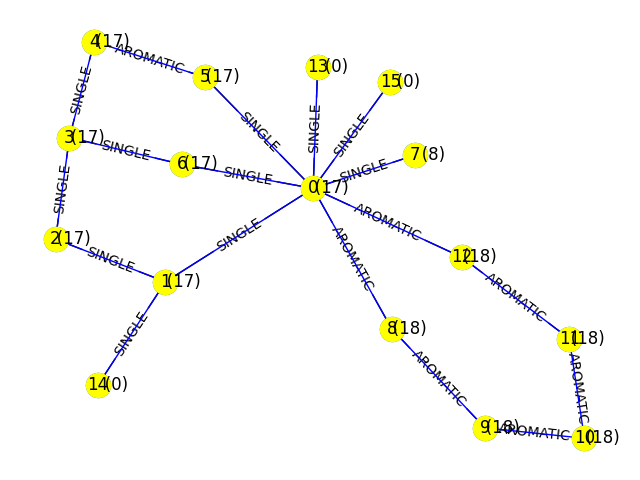 4(17)
AROMATIC
5(17)
13(0)
15(0)
SINGLE
SINGLE
SINGLE
SINGLE
3(17)
SINGLE
6(17)
SINGLE
7(8)
SINGLE
0(17)
SINGLE
SINGLE
AROMATIC
2(17)
SINGLE
1(17)
AROMATIC
12(18)
AROMATIC
14(0)
SINGLE
8(18)
11(18)
AROMATIC
AROMATIC
9(18)
AROMATIC
10(18)